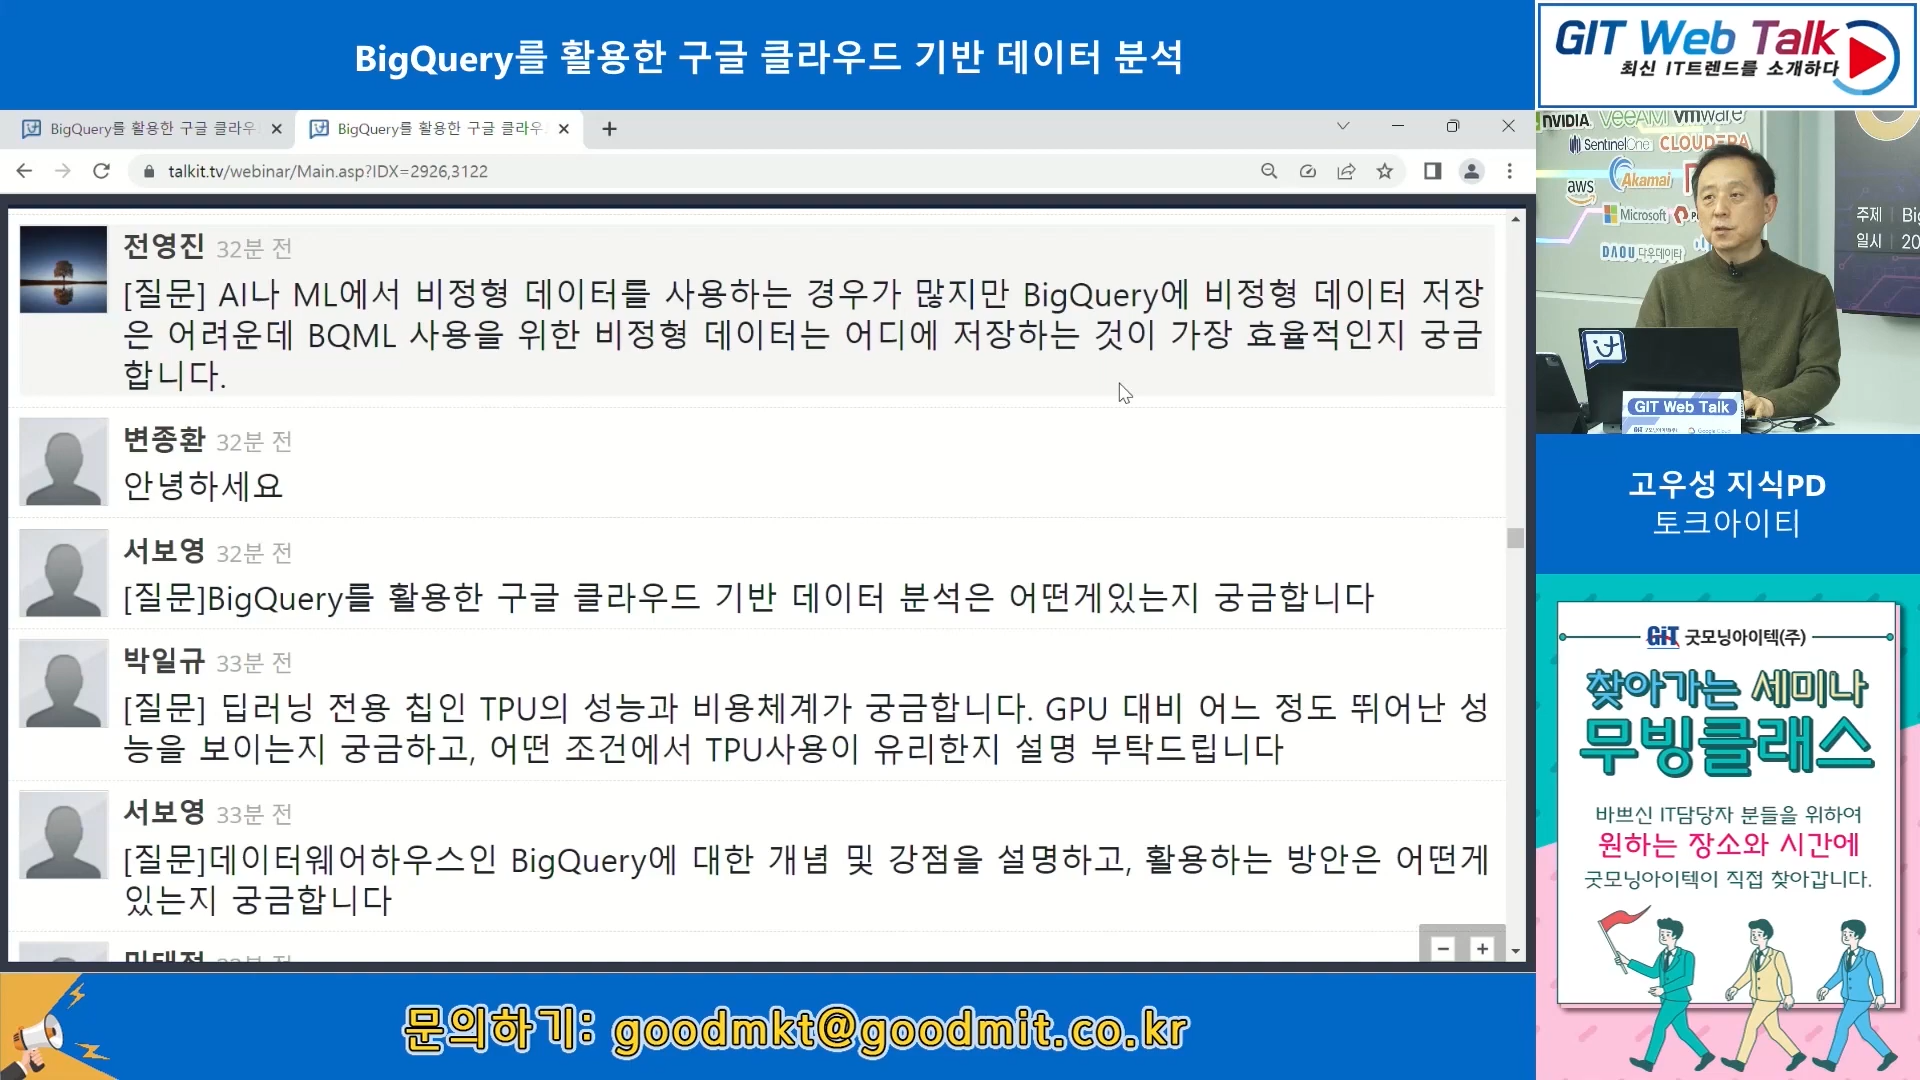 BigQuery를 활용한 구글 클라우드 기반 데이터 분석
GIT Web Talk
최신 IT트렌드를 소개하다
BigQuery를 활용한 구글 클라우
BigQuery를 활용한 구글 클라우
talkit.tv/webinar/Main.asp?IDX=2926,3122
전영진 32분 전
[질문] AI나 ML에서 비정형 데이터를 사용하는 경우가 많지만 BigQuery에 비정형 데이터 저장
은 어려운데 BQML 사용을 위한 비정형 데이터는 어디에 저장하는 것이 가장 효율적인지 궁금
합니다.
변종환 32분 전
안녕하세요
서보영 32분 전
[질문]BigQuery를 활용한 구글 클라우드 기반 데이터 분석은 어떤게있는지 궁금합니다
박일규 33분 전
[질문] 딥러닝 전용 칩인 TPU의 성능과 비용체계가 궁금합니다. GPU 대비 어느 정도 뛰어난 성
능을 보이는지 궁금하고, 어떤 조건에서 TPU사용이 유리한지 설명 부탁드립니다
서보영 33분 전
[질문]데이터웨어하우스인 BigQuery에 대한 개념 및 강점을 설명하고, 활용하는 방안은 어떤게
있는지 궁금합니다
NVIDIA veeAM vmware
SentinelOne CLOUDERA
aws Akamai
Microsoft
DAOU 다우데이타
주제 | Bi
일시 | 20
GIT Web Talk
고우성 지식PD
토크아이티
GIT 굿모닝아이텍(주)
찾아가는 세미나
무빙클래스
바쁘신 IT담당자 분들을 위하여
원하는 장소와 시간에
굿모닝아이텍이 직접 찾아갑니다.
문의하기: goodmkt@goodmit.co.kr